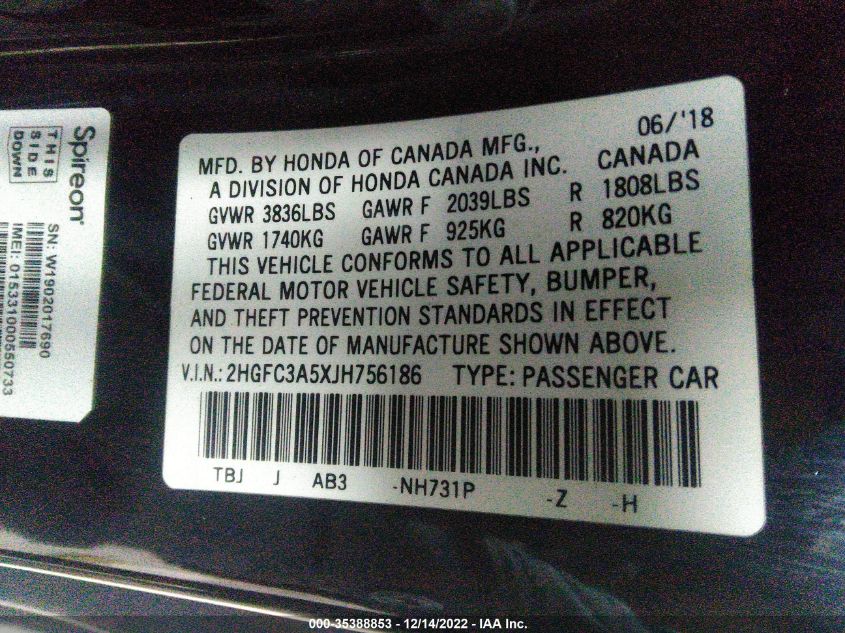 Spireon
THIS
SIDE
DOWN
SN: W1902017690
IMEI: 015331000550733
06/'18
MFD. BY HONDA OF CANADA MFG.,
A DIVISION OF HONDA CANADA INC. CANADA
GVWR 3836LBS GAWR F 2039LBS R 1808LBS
GVWR 1740KG GAWR F 925KG R 820KG
THIS VEHICLE CONFORMS TO ALL APPLICABLE
FEDERAL MOTOR VEHICLE SAFETY, BUMPER,
AND THEFT PREVENTION STANDARDS IN EFFECT
ON THE DATE OF MANUFACTURE SHOWN ABOVE.
V.I.N.: 2HGFC3A5XJH756186 TYPE: PASSENGER CAR
TBJ J AB3 -NH731P -Z -H
000-35388853 - 12/14/2022 - IAA Inc.